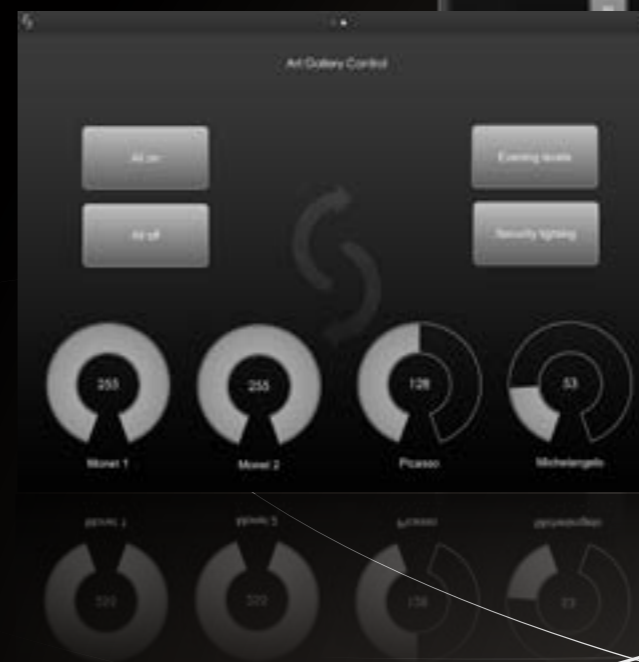 Art Gallery Control
All on
Evening levels
All off
Security lighting
255
255
128
53
Monet 1
Monet 2
Picasso
Michelangelo